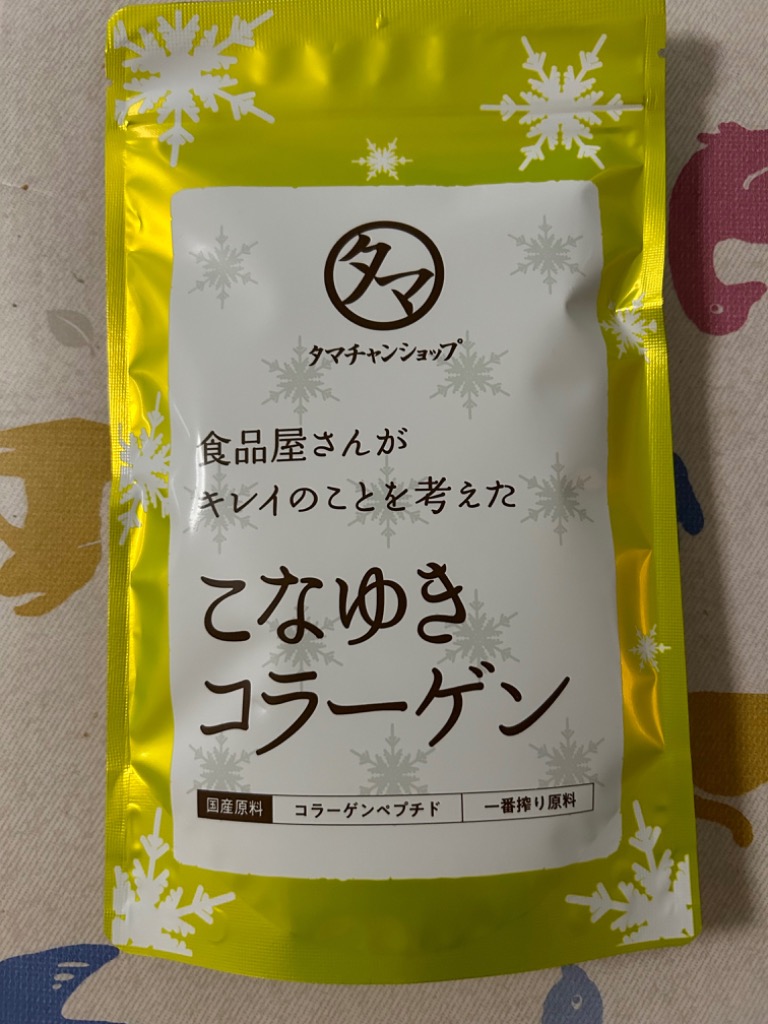 タマ
タマチャンショップ
食品屋さんが
キレイのことを考えた
こなゆき
コラーゲン
国産原料 コラーゲンペプチド 一番搾り原料